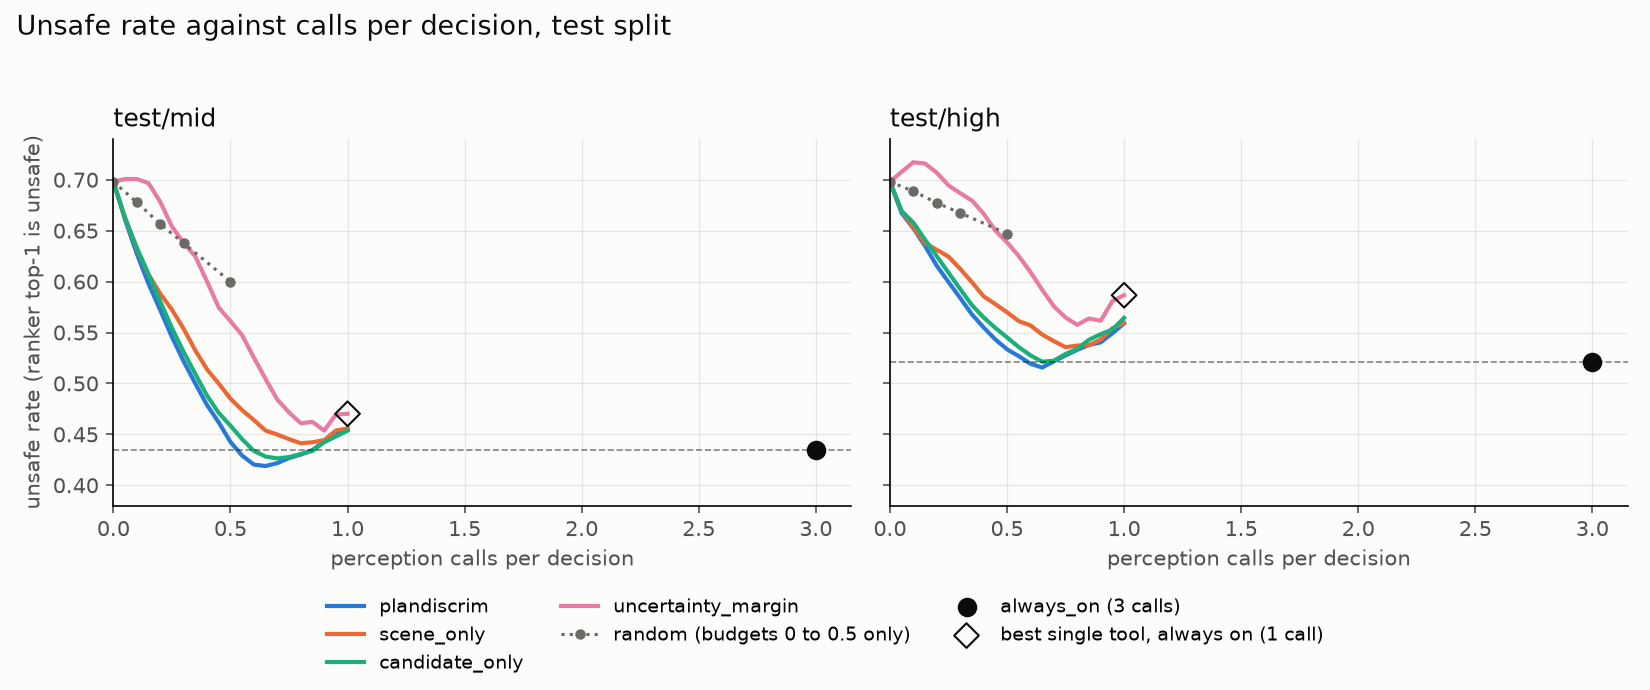 Unsafe rate against calls per decision, test split
test/mid
test/high
unsafe rate (ranker top-1 is unsafe)
0.70
0.65
0.60
0.55
0.50
0.45
0.40
0.0 0.5 1.0 1.5 2.0 2.5 3.0
0.0 0.5 1.0 1.5 2.0 2.5 3.0
perception calls per decision
perception calls per decision
plandiscrim
scene_only
candidate_only
uncertainty_margin
random (budgets 0 to 0.5 only)
always_on (3 calls)
best single tool, always on (1 call)